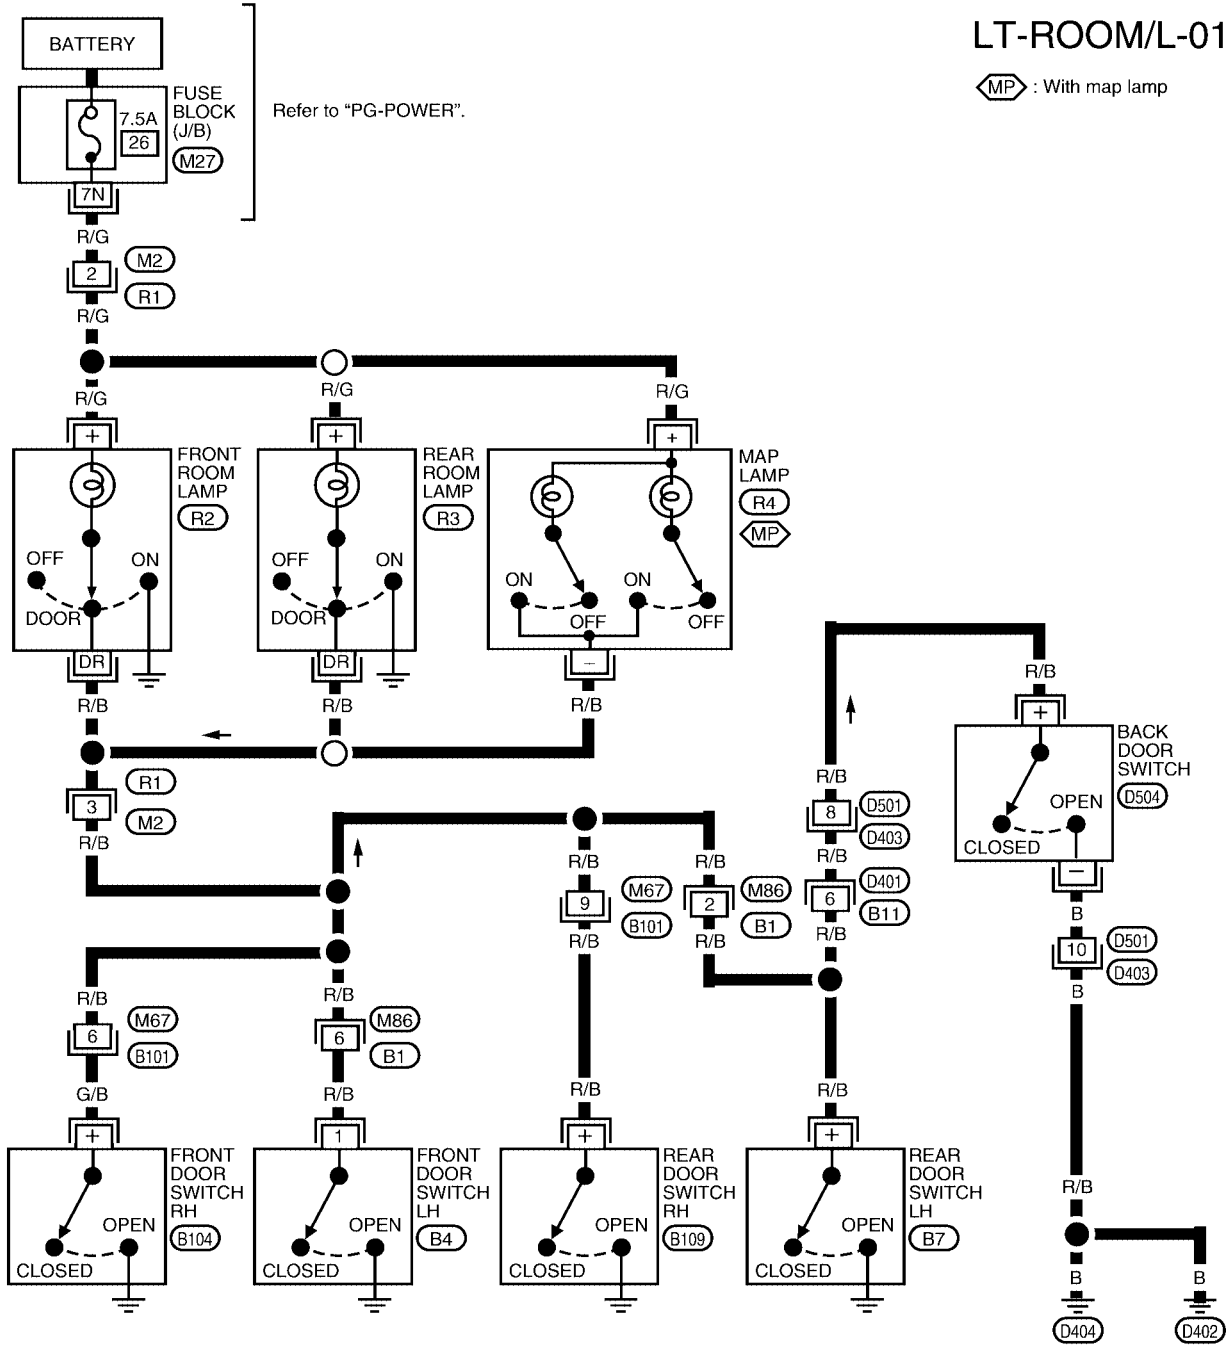 LT-ROOM/L-01
MP : With map lamp
BATTERY
FUSE
BLOCK
(J/B)
M27
7.5A
26
Refer to “PG-POWER”.
7N
R/G
2
M2
R1
R/G
R/G
R/G
R/G
+
FRONT
ROOM
LAMP
R2
OFF
ON
DOOR
DR
+
REAR
ROOM
LAMP
R3
OFF
ON
DOOR
DR
+
MAP
LAMP
R4
MP
ON
OFF
ON
OFF
–
R/B
R/B
R/B
R1
3
M2
R/B
R/B
+
BACK
DOOR
SWITCH
D504
OPEN
CLOSED
–
R/B
8
D501
D403
R/B
6
D401
B11
R/B
R/B
9
M67
B101
R/B
R/B
2
M86
B1
R/B
B
10
D501
D403
B
R/B
6
M67
B101
G/B
R/B
6
M86
B1
R/B
R/B
R/B
+
FRONT
DOOR
SWITCH
RH
B104
OPEN
CLOSED
1
FRONT
DOOR
SWITCH
LH
B4
OPEN
CLOSED
+
REAR
DOOR
SWITCH
RH
B109
OPEN
CLOSED
+
REAR
DOOR
SWITCH
LH
B7
OPEN
CLOSED
R/B
B
B
D404
D402